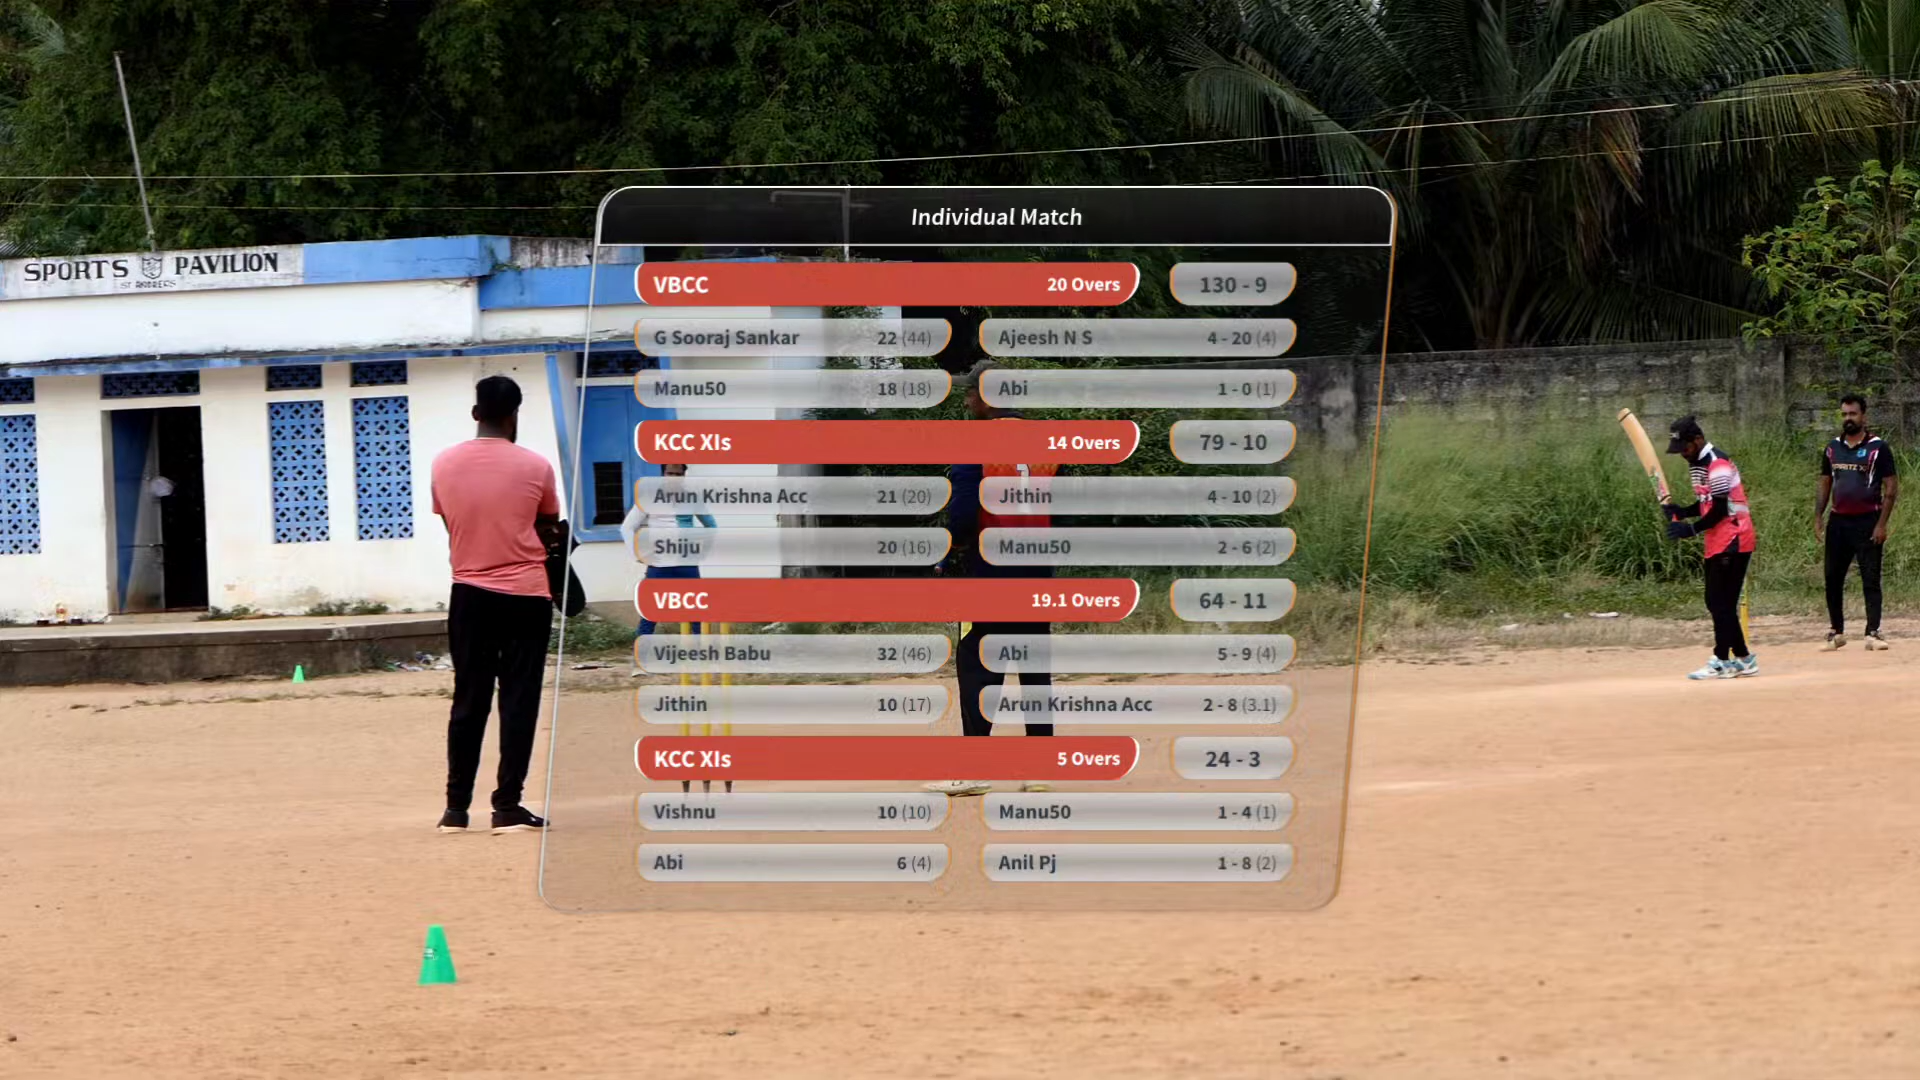 SPORTS PAVILION
ST ANDREWS
Individual Match
VBCC 20 Overs 130 - 9
G Sooraj Sankar 22 (44) Ajeesh N S 4 - 20 (4)
Manu50 18 (18) Abi 1 - 0 (1)
KCC XIs 14 Overs 79 - 10
Arun Krishna Acc 21 (20) Jithin 4 - 10 (2)
Shiju 20 (16) Manu50 2 - 6 (2)
VBCC 19.1 Overs 64 - 11
Vijeesh Babu 32 (46) Abi 5 - 9 (4)
Jithin 10 (17) Arun Krishna Acc 2 - 8 (3.1)
KCC XIs 5 Overs 24 - 3
Vishnu 10 (10) Manu50 1 - 4 (1)
Abi 6 (4) Anil Pj 1 - 8 (2)